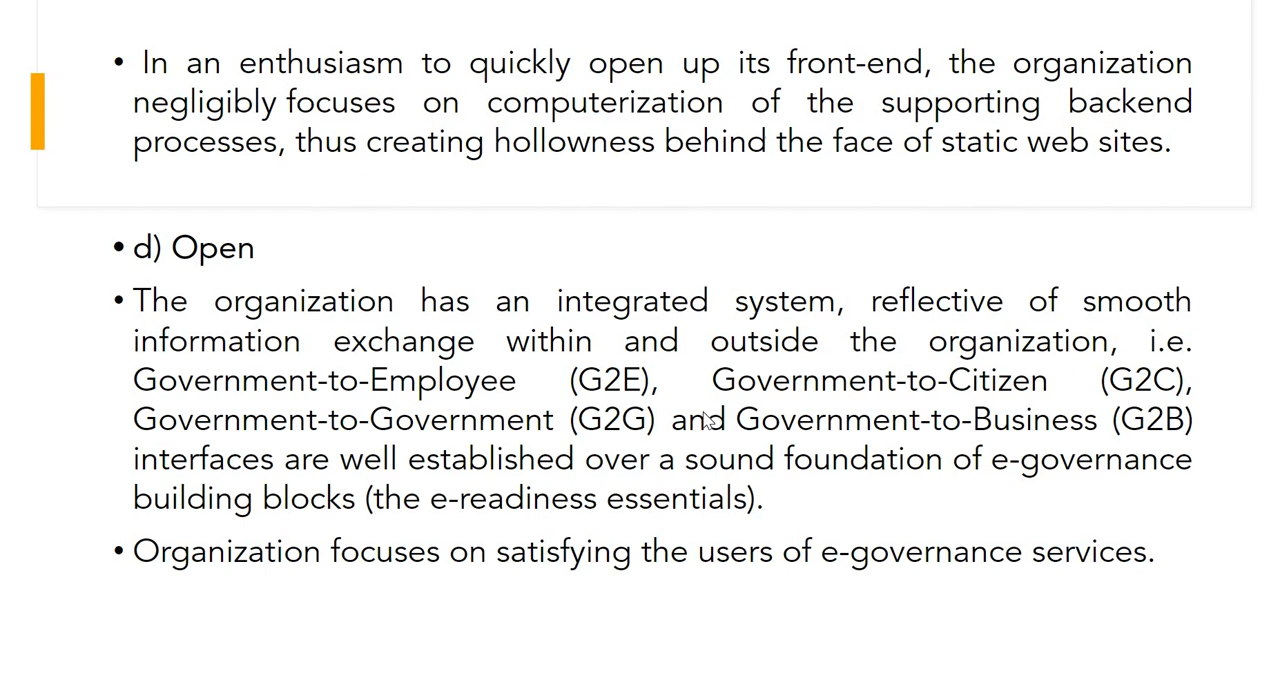 • In an enthusiasm to quickly open up its front-end, the organization
negligibly focuses on computerization of the supporting backend
processes, thus creating hollowness behind the face of static web sites.
• d) Open
• The organization has an integrated system, reflective of smooth
information exchange within and outside the organization, i.e.
Government-to-Employee (G2E), Government-to-Citizen (G2C),
Government-to-Government (G2G) and Government-to-Business (G2B)
interfaces are well established over a sound foundation of e-governance
building blocks (the e-readiness essentials).
• Organization focuses on satisfying the users of e-governance services.